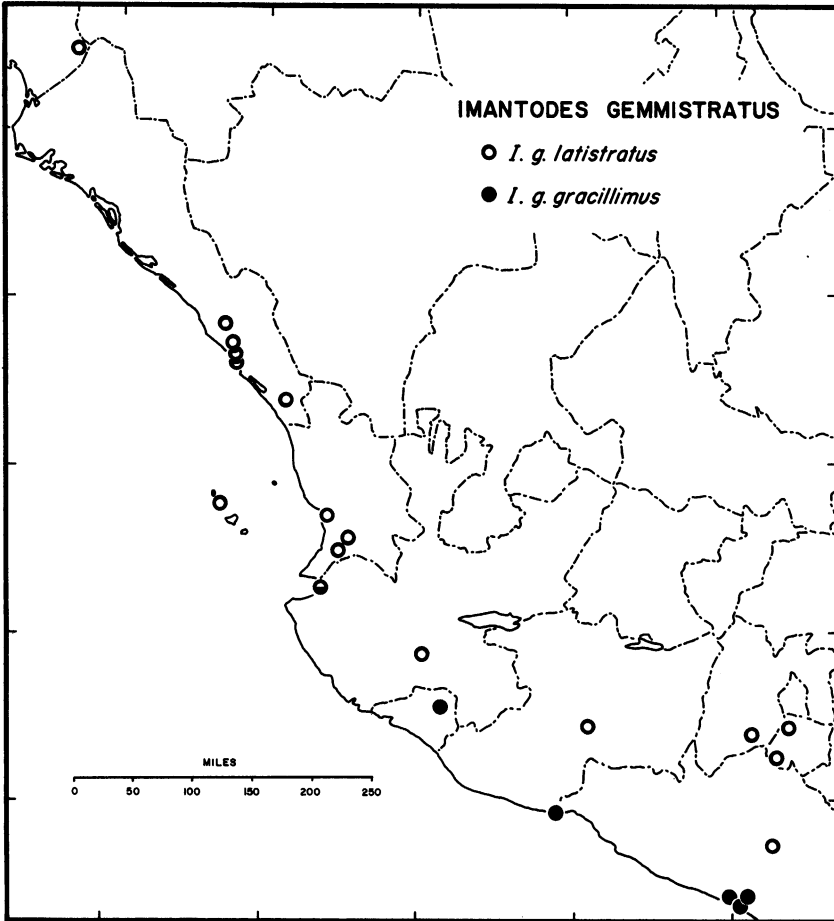 IMANTODES GEMMISTRATUS
I. g. latistratus
I. g. gracillimus
MILES
0 50 100 150 200 250